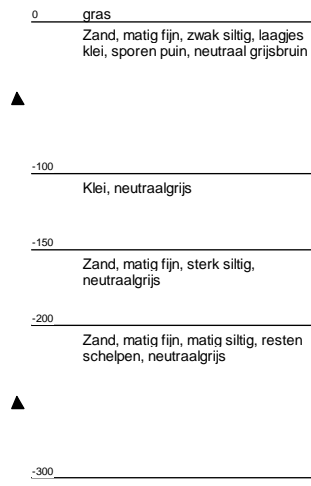 0 gras
Zand, matig fijn, zwak siltig, laagjes
klei, sporen puin, neutraal grijsbruin
-100
Klei, neutraalgrijs
-150
Zand, matig fijn, sterk siltig,
neutraalgrijs
-200
Zand, matig fijn, matig siltig, resten
schelpen, neutraalgrijs
-300